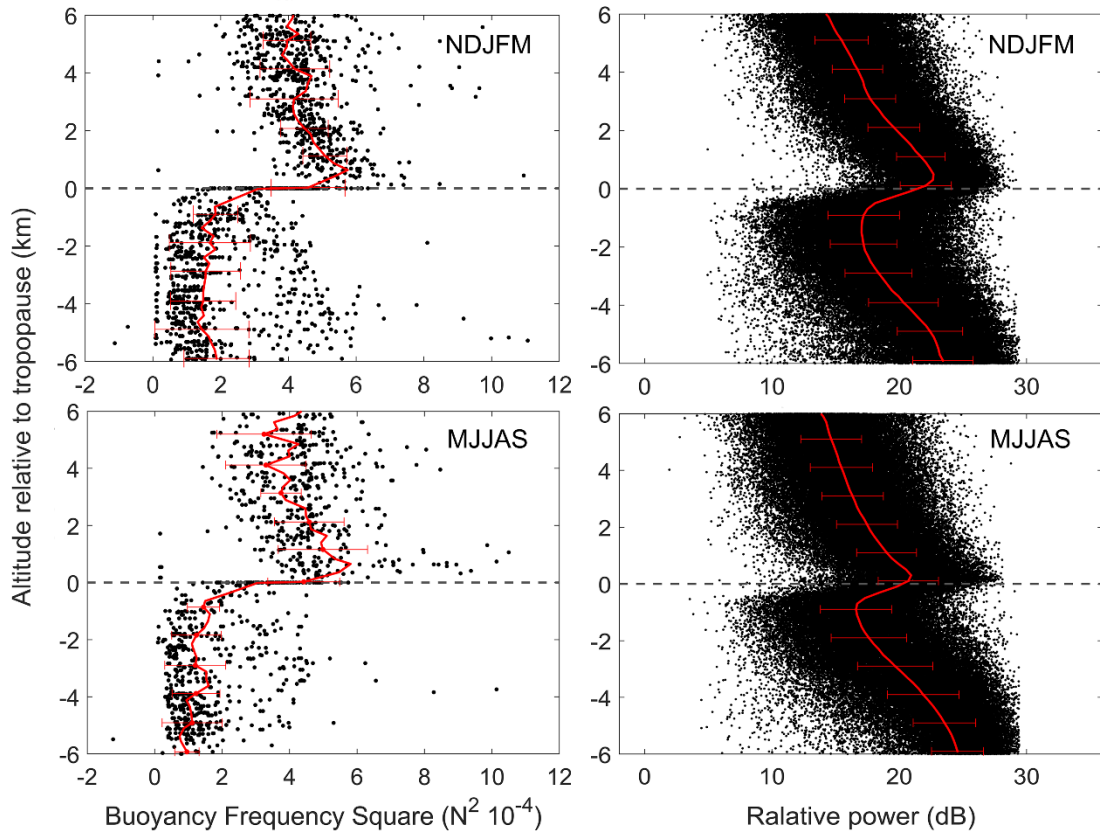 Altitude relative to tropopause (km)
6
4
2
0
-2
-4
-6
NDJFM
-2 0 2 4 6 8 10 12
6
4
2
0
-2
-4
-6
NDJFM
0 10 20 30
6
4
2
0
-2
-4
-6
MJJAS
-2 0 2 4 6 8 10 12
Buoyancy Frequency Square (N² 10⁻⁴)
6
4
2
0
-2
-4
-6
MJJAS
0 10 20 30
Ralative power (dB)